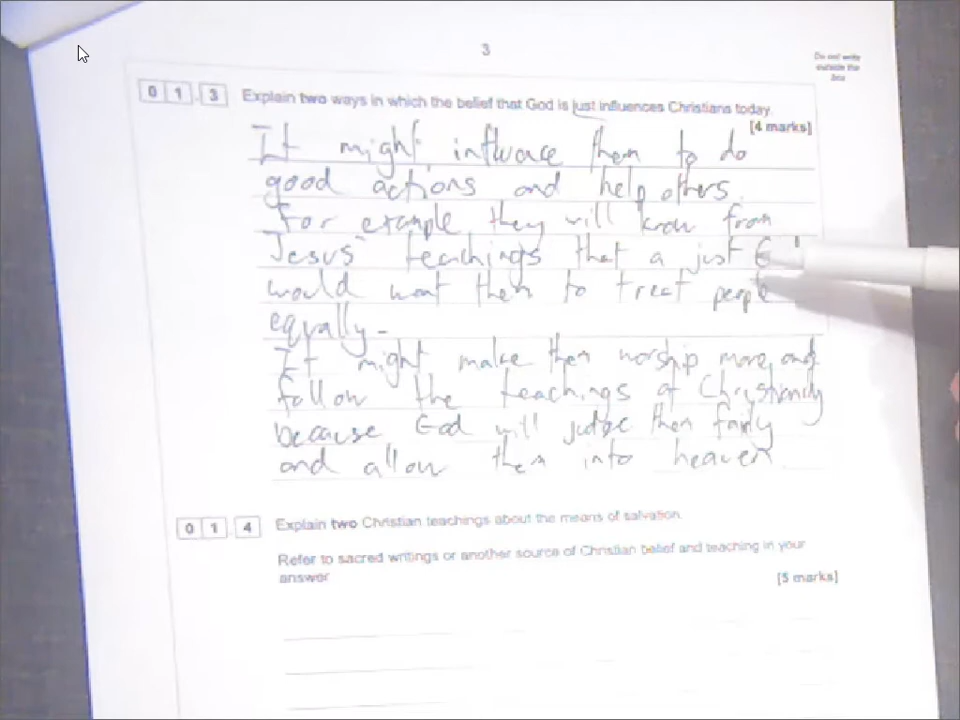 3
Do not write
outside the
box
0 1 . 3 Explain two ways in which the belief that God is just influences Christians today.
[4 marks]
It might influence them to do
good actions and help others.
For example they will know from
Jesus' teachings that a just
would want them to treat people
equally.
It might make them worship more, and
follow the teachings of Christianity
because God will judge them fairly
and allow them into heaven
0 1 . 4 Explain two Christian teachings about the means of salvation.
Refer to sacred writings or another source of Christian belief and teaching in your
answer
[5 marks]